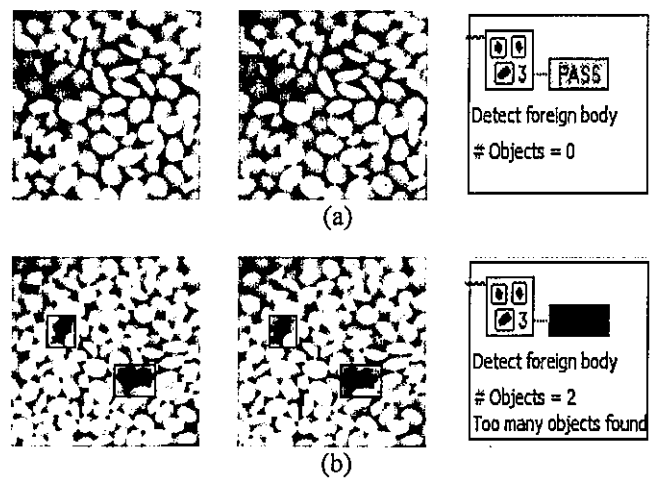 3 PASS
Detect foreign body
# Objects = 0
(a)
3
Detect foreign body
# Objects = 2
Too many objects found
(b)